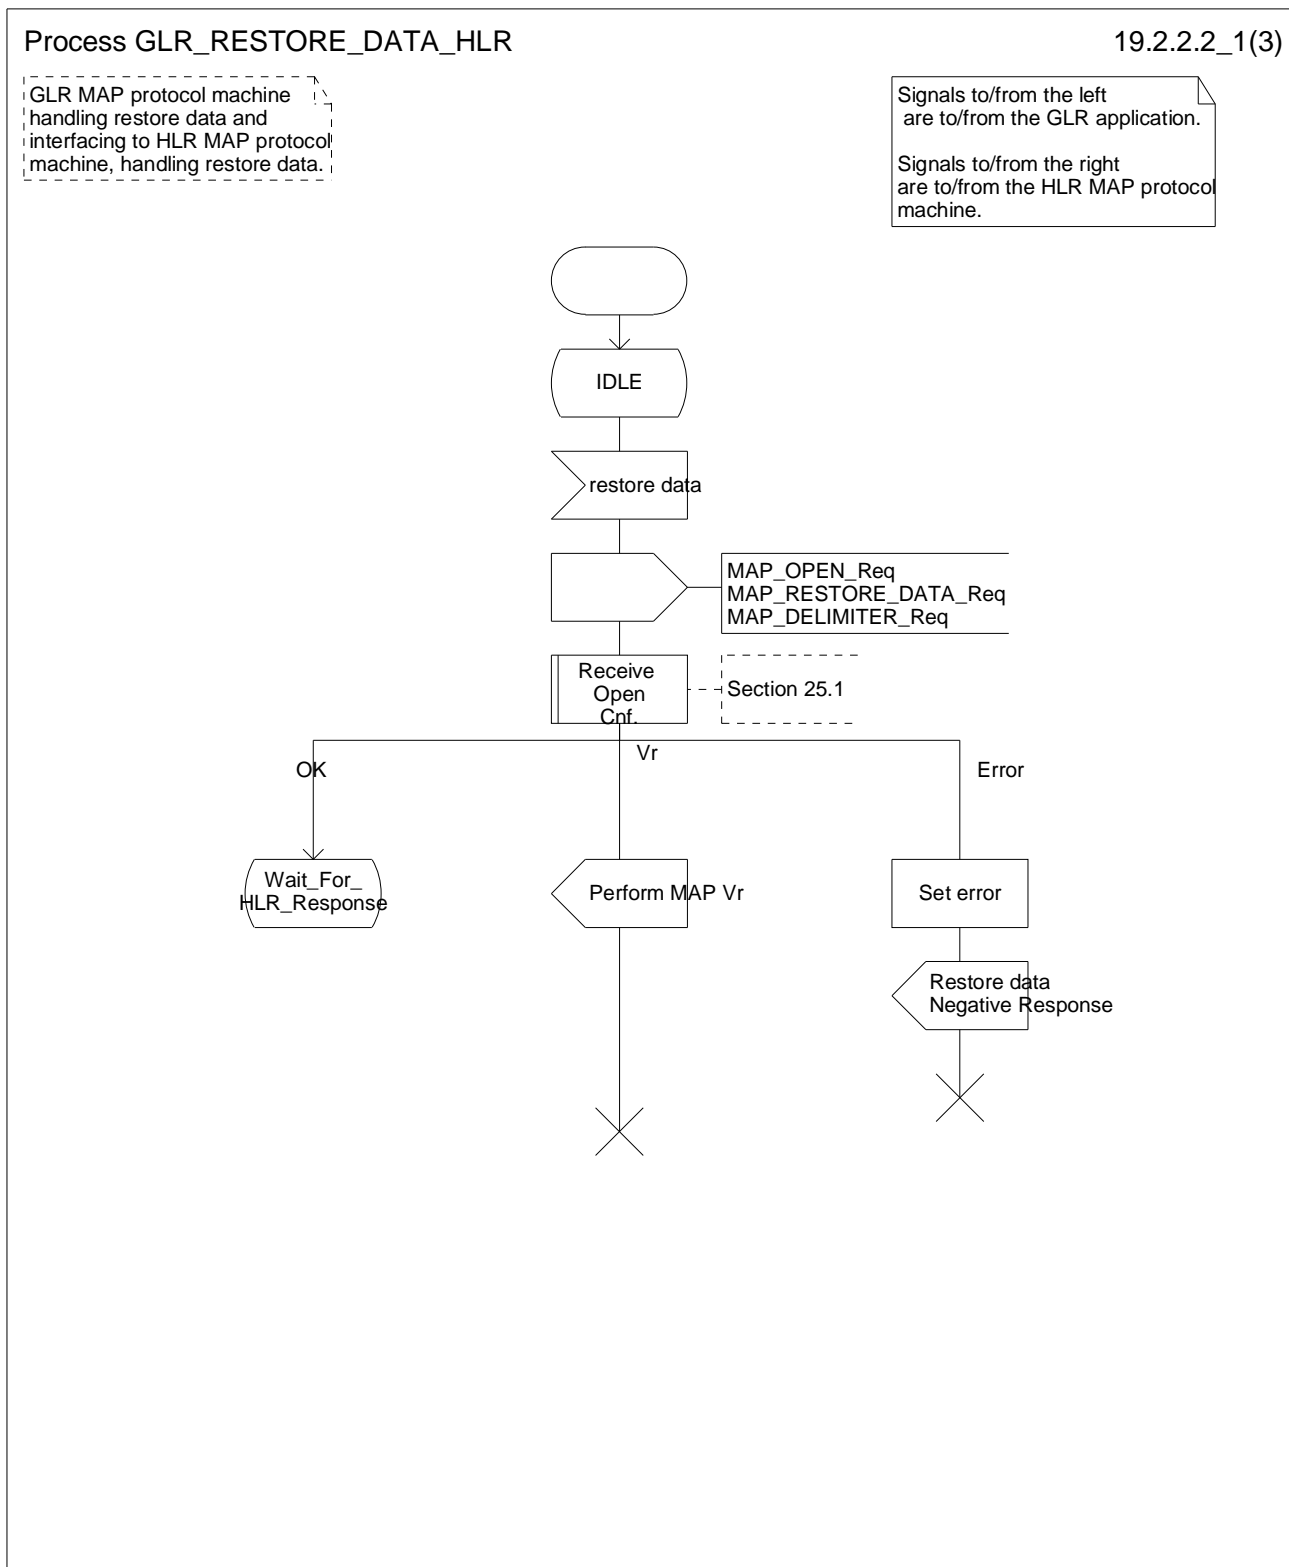 Process GLR_RESTORE_DATA_HLR
19.2.2.2_1(3)
GLR MAP protocol machine
handling restore data and
interfacing to HLR MAP protocol
machine, handling restore data.
Signals to/from the left
are to/from the GLR application.
Signals to/from the right
are to/from the HLR MAP protocol
machine.
IDLE
restore data
MAP_OPEN_Req
MAP_RESTORE_DATA_Req
MAP_DELIMITER_Req
Receive
Open
Cnf.
Section 25.1
OK
Vr
Error
Wait_For_
HLR_Response
Perform MAP Vr
Set error
Restore data
Negative Response